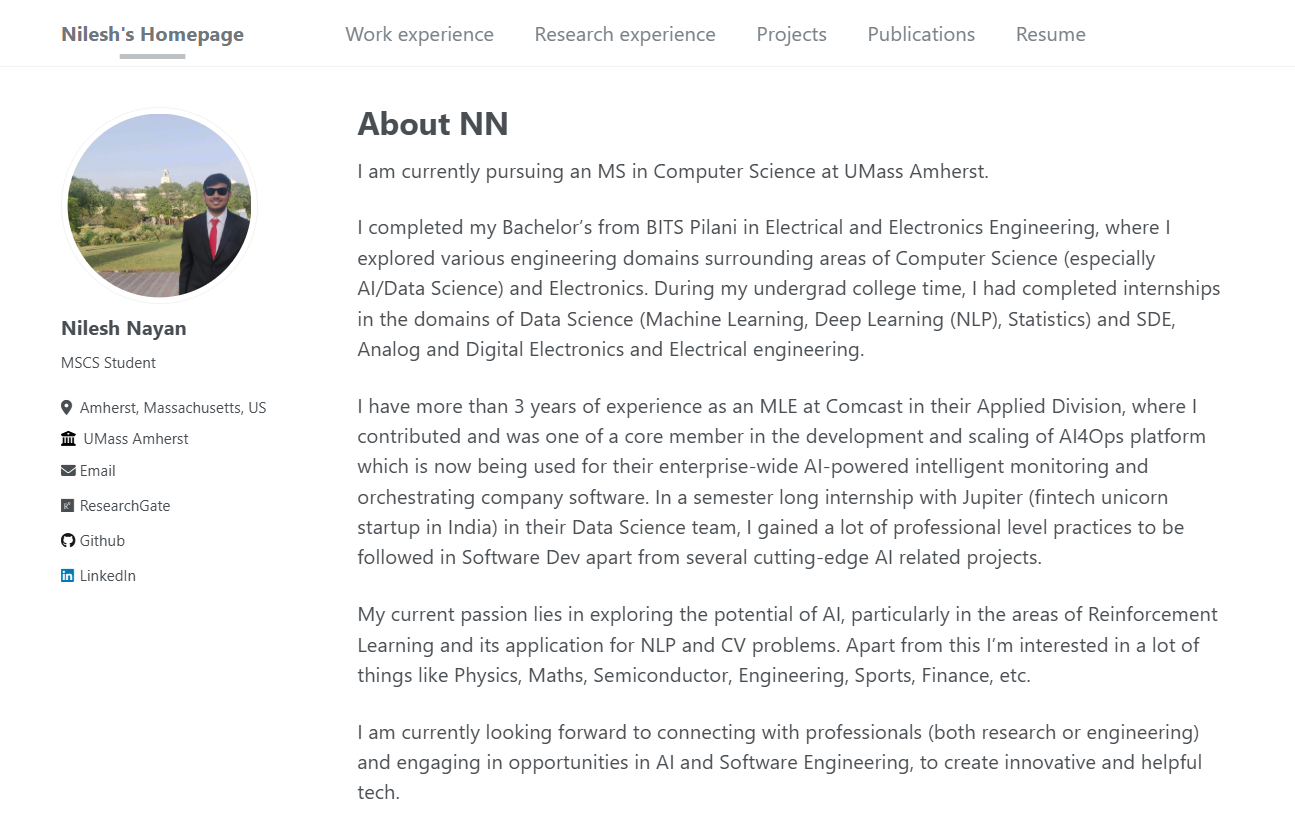 Nilesh's Homepage
Work experience
Research experience
Projects
Publications
Resume
Nilesh Nayan
MSCS Student
Amherst, Massachusetts, US
UMass Amherst
Email
ResearchGate
Github
LinkedIn
About NN
I am currently pursuing an MS in Computer Science at UMass Amherst.
I completed my Bachelor’s from BITS Pilani in Electrical and Electronics Engineering, where I
explored various engineering domains surrounding areas of Computer Science (especially
AI/Data Science) and Electronics. During my undergrad college time, I had completed internships
in the domains of Data Science (Machine Learning, Deep Learning (NLP), Statistics) and SDE,
Analog and Digital Electronics and Electrical engineering.
I have more than 3 years of experience as an MLE at Comcast in their Applied Division, where I
contributed and was one of a core member in the development and scaling of AI4Ops platform
which is now being used for their enterprise-wide AI-powered intelligent monitoring and
orchestrating company software. In a semester long internship with Jupiter (fintech unicorn
startup in India) in their Data Science team, I gained a lot of professional level practices to be
followed in Software Dev apart from several cutting-edge AI related projects.
My current passion lies in exploring the potential of AI, particularly in the areas of Reinforcement
Learning and its application for NLP and CV problems. Apart from this I’m interested in a lot of
things like Physics, Maths, Semiconductor, Engineering, Sports, Finance, etc.
I am currently looking forward to connecting with professionals (both research or engineering)
and engaging in opportunities in AI and Software Engineering, to create innovative and helpful
tech.